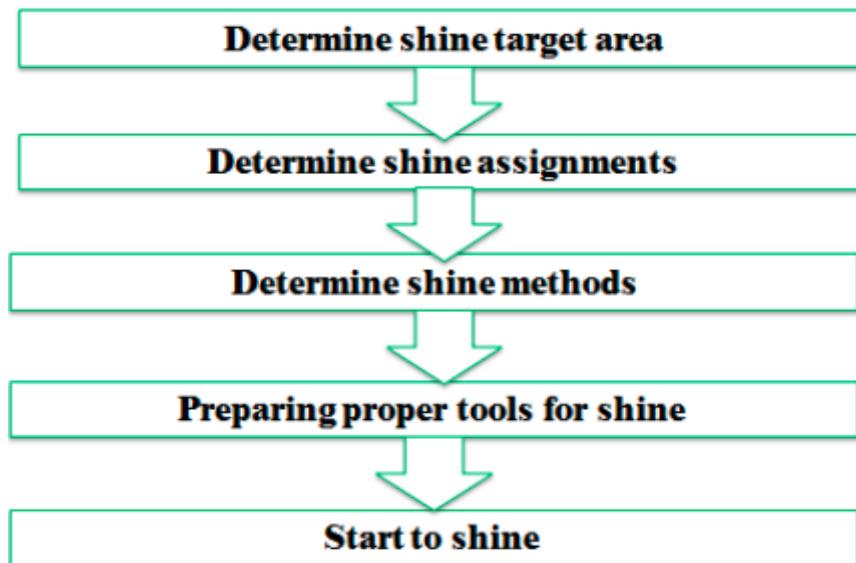 Determine shine target area
Determine shine assignments
Determine shine methods
Preparing proper tools for shine
Start to shine